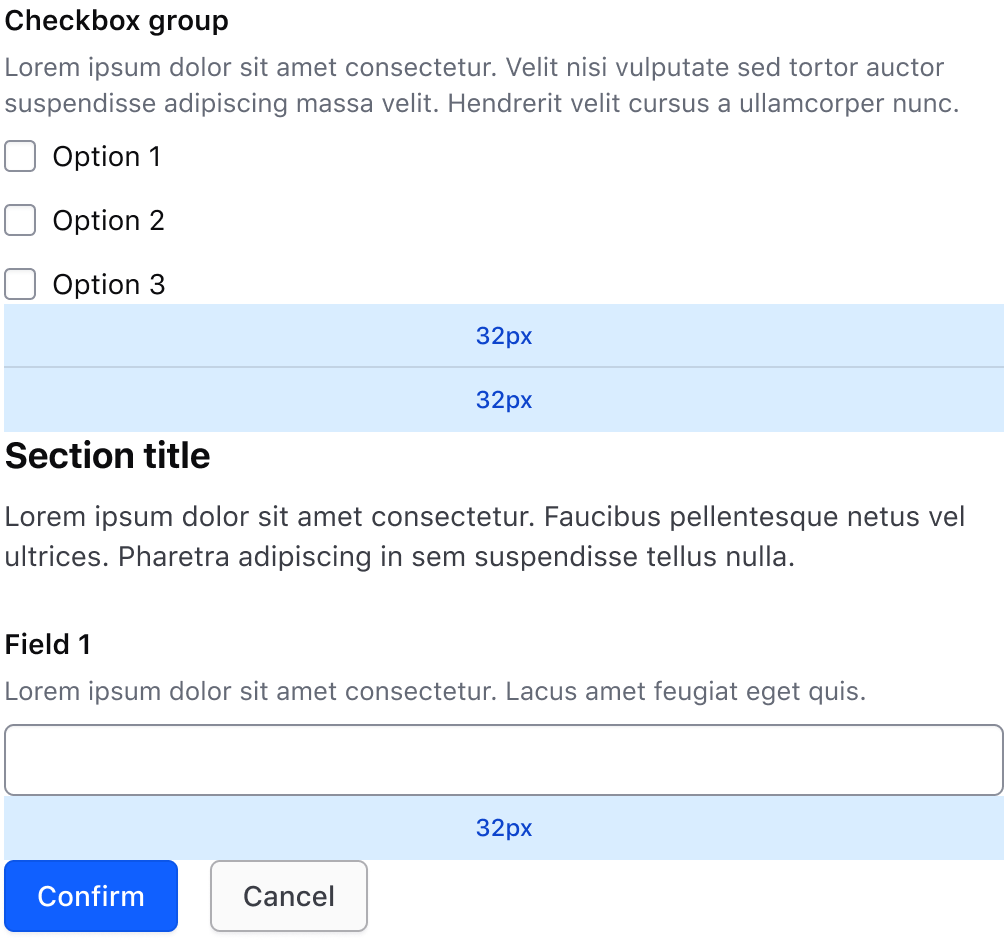 Checkbox group
Lorem ipsum dolor sit amet consectetur. Velit nisi vulputate sed tortor auctor
suspendisse adipiscing massa velit. Hendrerit velit cursus a ullamcorper nunc.
Option 1
Option 2
Option 3
32px
32px
Section title
Lorem ipsum dolor sit amet consectetur. Faucibus pellentesque netus vel
ultrices. Pharetra adipiscing in sem suspendisse tellus nulla.
Field 1
Lorem ipsum dolor sit amet consectetur. Lacus amet feugiat eget quis.
32px
Confirm Cancel